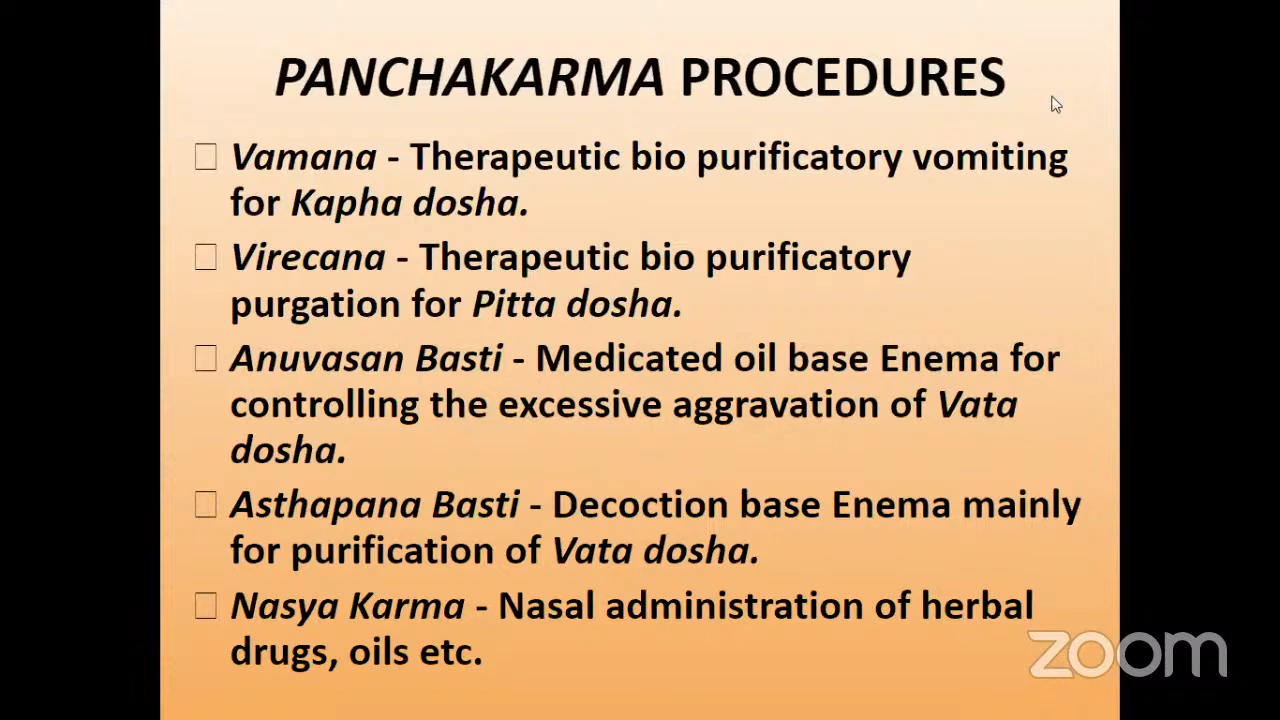 PANCHAKARMA PROCEDURES
Vamana - Therapeutic bio purificatory vomiting
for Kapha dosha.
Virecana - Therapeutic bio purificatory
purgation for Pitta dosha.
Anuvasan Basti - Medicated oil base Enema for
controlling the excessive aggravation of Vata
dosha.
Asthapana Basti - Decoction base Enema mainly
for purification of Vata dosha.
Nasya Karma - Nasal administration of herbal
drugs, oils etc.
zoom